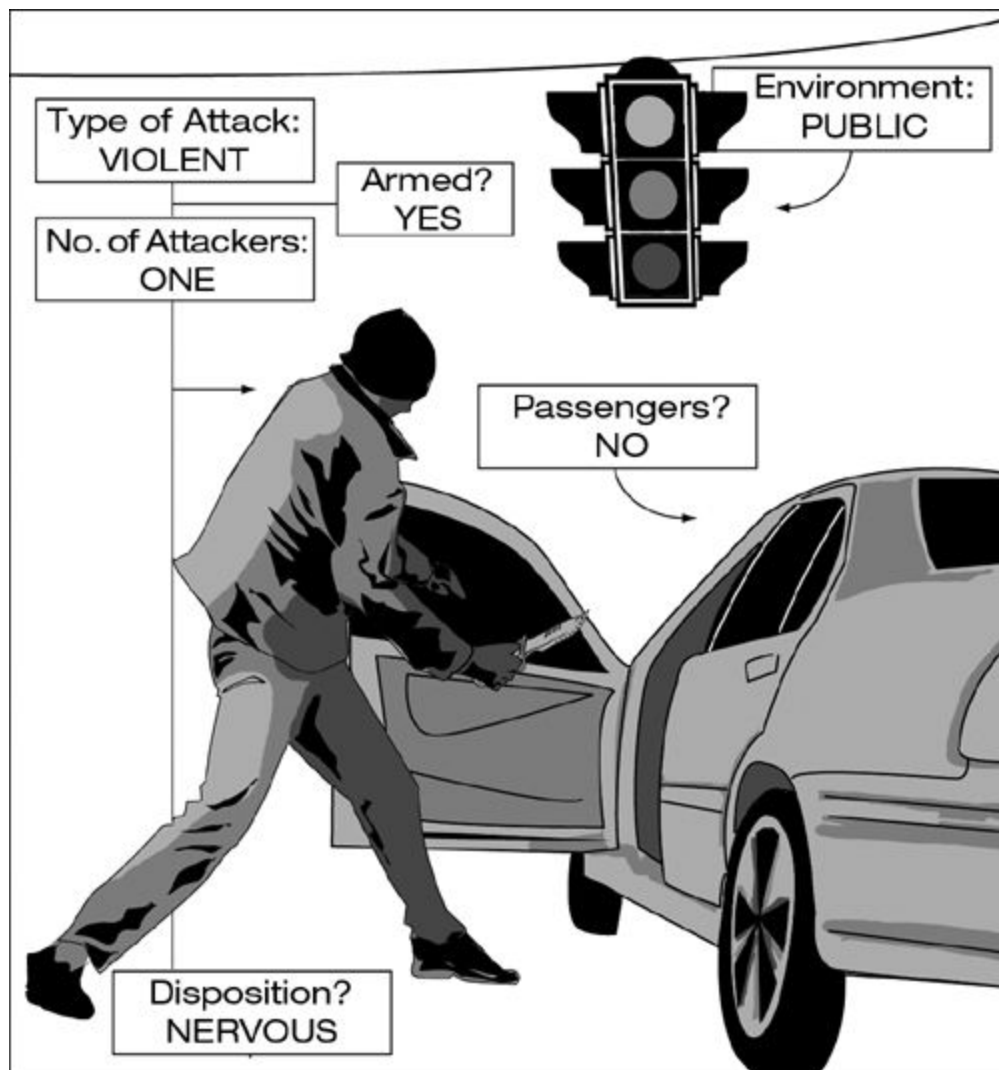 Type of Attack:
VIOLENT
Environment:
PUBLIC
Armed?
YES
No. of Attackers:
ONE
Passengers?
NO
Disposition?
NERVOUS